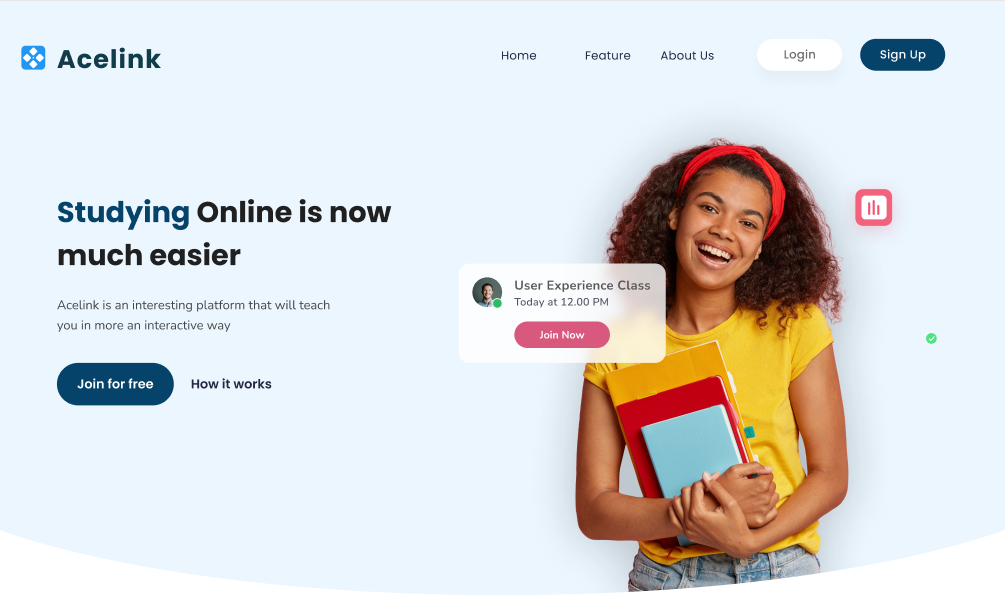 Acelink
Home
Feature
About Us
Login
Sign Up
Studying Online is now
much easier
Acelink is an interesting platform that will teach
you in more an interactive way
Join for free
How it works
User Experience Class
Today at 12.00 PM
Join Now